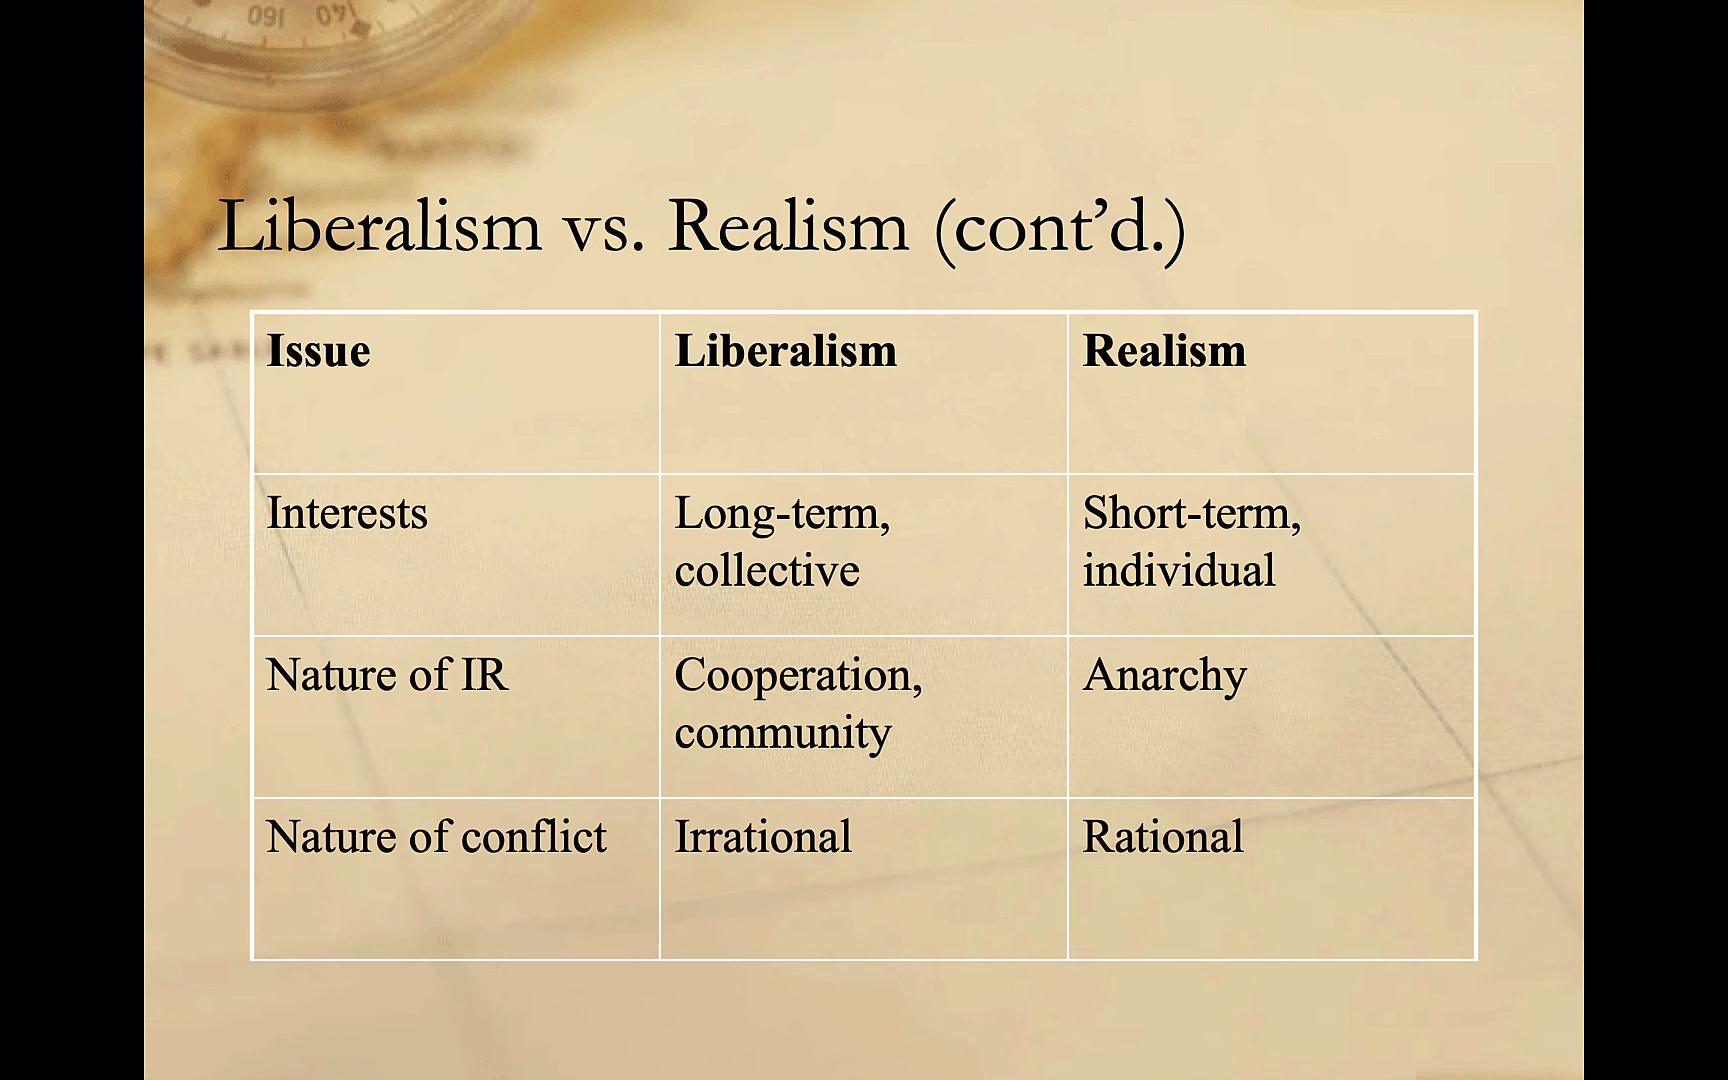 Liberalism vs. Realism (cont’d.)
Issue
Liberalism
Realism
Interests
Long-term,
collective
Short-term,
individual
Nature of IR
Cooperation,
community
Anarchy
Nature of conflict
Irrational
Rational